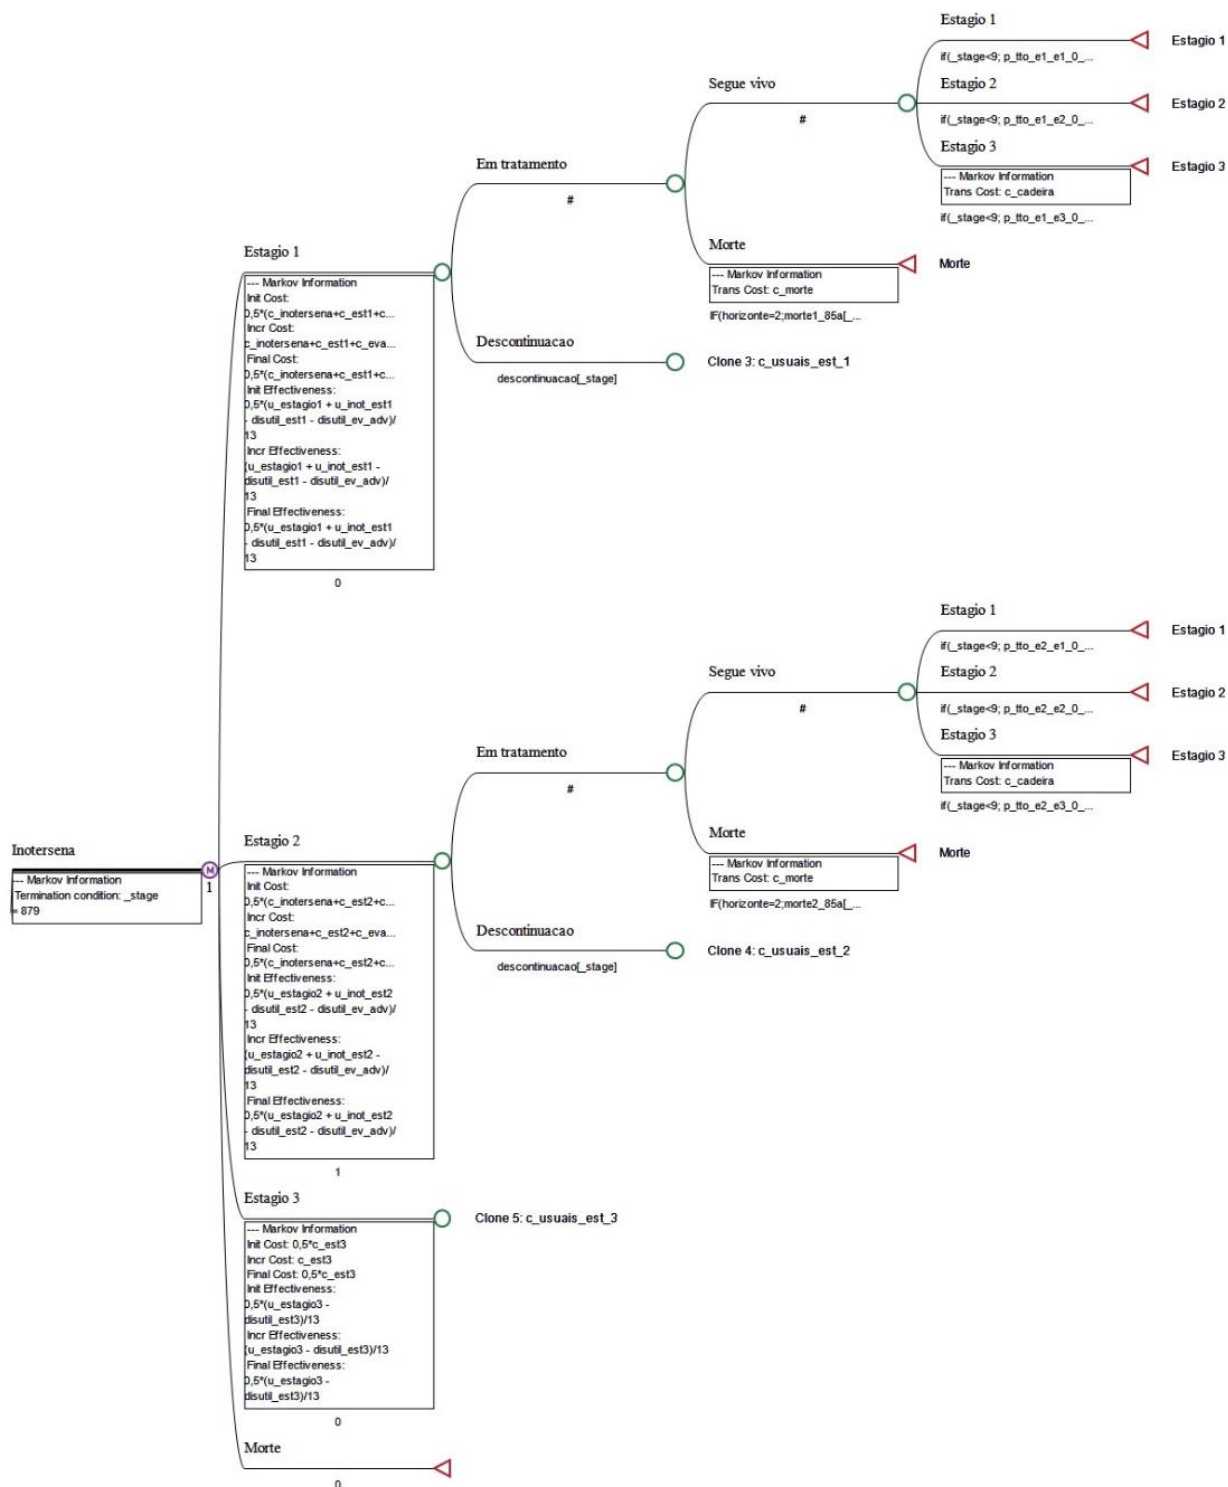 Inotersena
--- Markov Information
Termination condition: _stage
= 879
1
Estagio 1
--- Markov Information
Init Cost:
0,5*(c_inotersena+c_est1+c...
Incr Cost:
c_inotersena+c_est1+c_eva...
Final Cost:
0,5*(c_inotersena+c_est1+c...
Init Effectiveness:
0,5*(u_estagio1 + u_inot_est1
- disutil_est1 - disutil_ev_adv)/
13
Incr Effectiveness:
(u_estagio1 + u_inot_est1 -
disutil_est1 - disutil_ev_adv)/
13
Final Effectiveness:
0,5*(u_estagio1 + u_inot_est1
- disutil_est1 - disutil_ev_adv)/
13
0
Em tratamento
#
Segue vivo
#
Estagio 1
if(_stage<9; p_tto_e1_e1_0_...
Estagio 1
Estagio 2
if(_stage<9; p_tto_e1_e2_0_...
Estagio 2
Estagio 3
--- Markov Information
Trans Cost: c_cadeira
if(_stage<9; p_tto_e1_e3_0_...
Estagio 3
Morte
--- Markov Information
Trans Cost: c_morte
IF(horizonte=2;morte1_85a[_...
Morte
Descontinuacao
descontinuacao[_stage]
Clone 3: c_usuais_est_1
Estagio 2
--- Markov Information
Init Cost:
0,5*(c_inotersena+c_est2+c...
Incr Cost:
c_inotersena+c_est2+c_eva...
Final Cost:
0,5*(c_inotersena+c_est2+c...
Init Effectiveness:
0,5*(u_estagio2 + u_inot_est2
- disutil_est2 - disutil_ev_adv)/
13
Incr Effectiveness:
(u_estagio2 + u_inot_est2 -
disutil_est2 - disutil_ev_adv)/
13
Final Effectiveness:
0,5*(u_estagio2 + u_inot_est2
- disutil_est2 - disutil_ev_adv)/
13
1
Em tratamento
#
Segue vivo
#
Estagio 1
if(_stage<9; p_tto_e2_e1_0_...
Estagio 1
Estagio 2
if(_stage<9; p_tto_e2_e2_0_...
Estagio 2
Estagio 3
--- Markov Information
Trans Cost: c_cadeira
if(_stage<9; p_tto_e2_e3_0_...
Estagio 3
Morte
--- Markov Information
Trans Cost: c_morte
IF(horizonte=2;morte2_85a[_...
Morte
Descontinuacao
descontinuacao[_stage]
Clone 4: c_usuais_est_2
Estagio 3
--- Markov Information
Init Cost: 0,5*c_est3
Incr Cost: c_est3
Final Cost: 0,5*c_est3
Init Effectiveness:
0,5*(u_estagio3 -
disutil_est3)/13
Incr Effectiveness:
(u_estagio3 - disutil_est3)/13
Final Effectiveness:
0,5*(u_estagio3 -
disutil_est3)/13
0
Clone 5: c_usuais_est_3
Morte
0